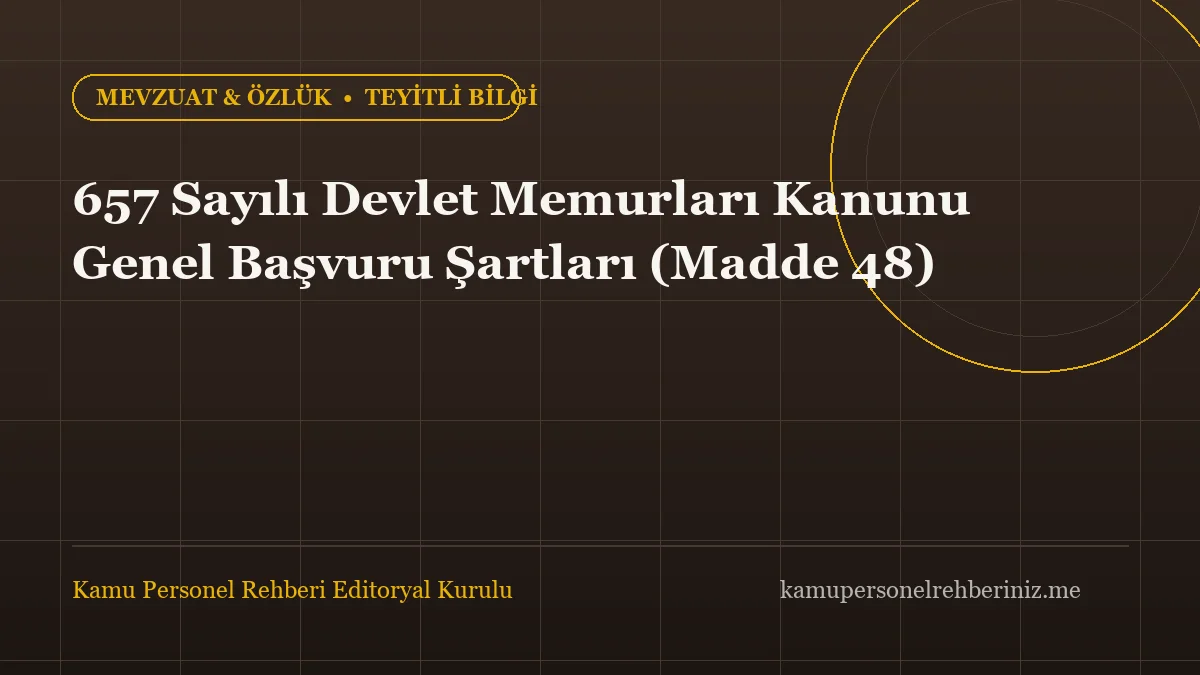 MEVZUAT & ÖZLÜK • TEYİTLİ BİLGİ
657 Sayılı Devlet Memurları Kanunu
Genel Başvuru Şartları (Madde 48)
Kamu Personel Rehberi Editoryal Kurulu
kamupersonelrehberiniz.me